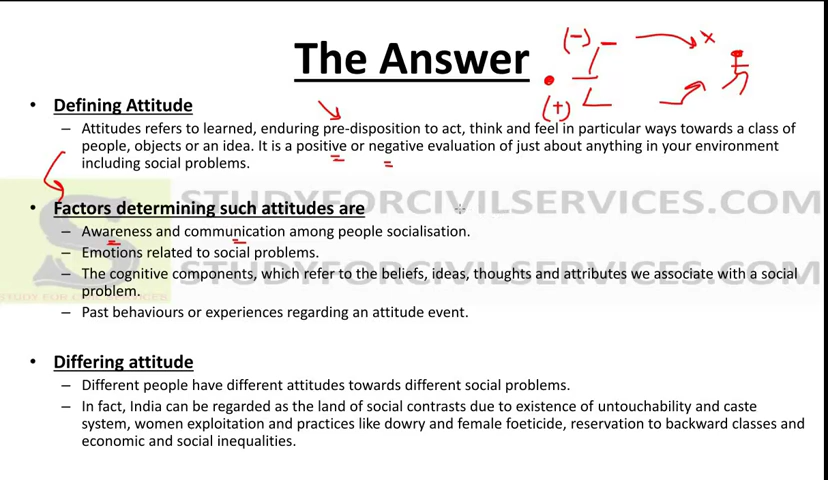 The Answer
(-)
(+)
• Defining Attitude
– Attitudes refers to learned, enduring pre-disposition to act, think and feel in particular ways towards a class of
people, objects or an idea. It is a positive or negative evaluation of just about anything in your environment
including social problems.
STUDYFORCIVILSERVICES.COM
• Factors determining such attitudes are
– Awareness and communication among people socialisation.
– Emotions related to social problems.
– The cognitive components, which refer to the beliefs, ideas, thoughts and attributes we associate with a social
problem.
STUDYFORCIVILSERVICES.COM
STUDY FOR CIVIL SERVICES
– Past behaviours or experiences regarding an attitude event.
• Differing attitude
– Different people have different attitudes towards different social problems.
– In fact, India can be regarded as the land of social contrasts due to existence of untouchability and caste
system, women exploitation and practices like dowry and female foeticide, reservation to backward classes and
economic and social inequalities.